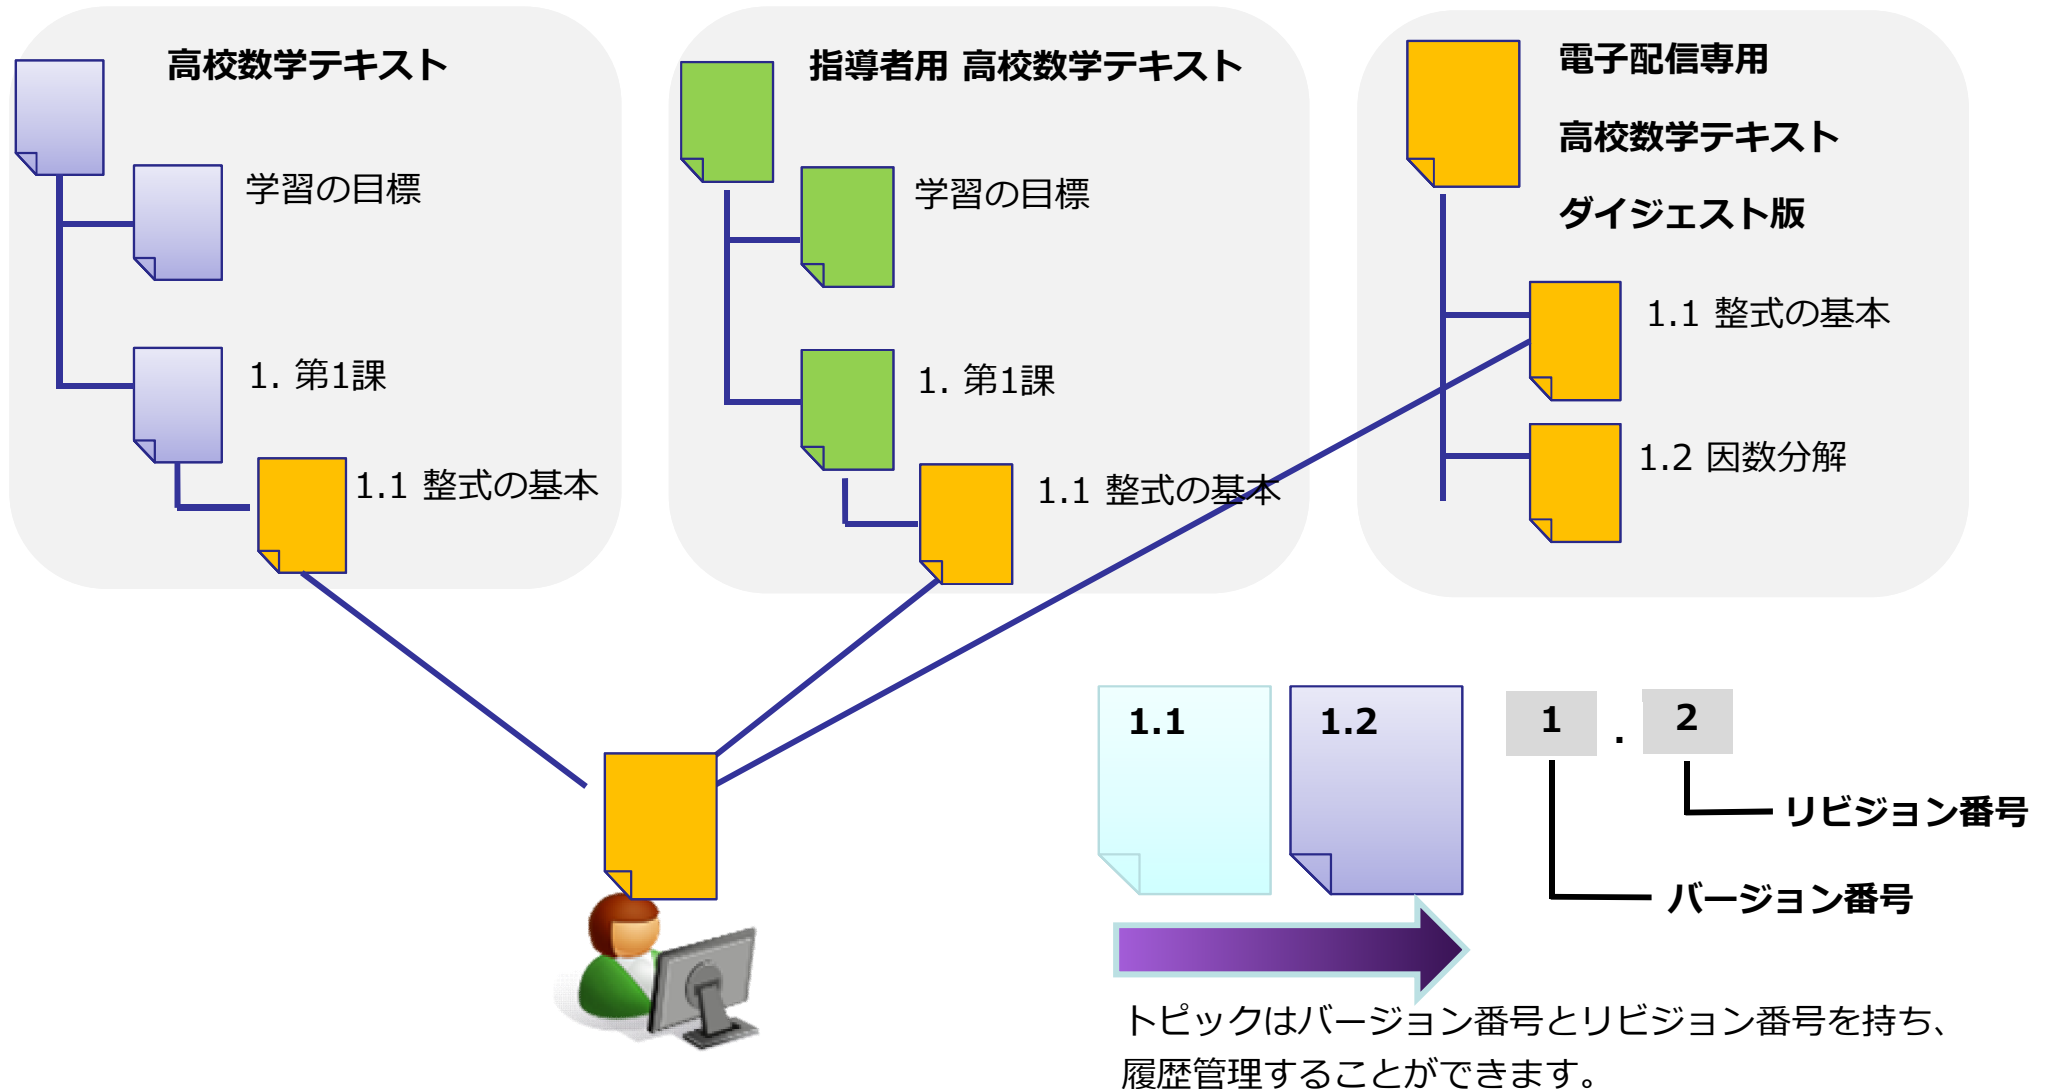 高校数学テキスト
学習の目標
1. 第1課
1.1 整式の基本
指導者用 高校数学テキスト
学習の目標
1. 第1課
1.1 整式の基本
電子配信専用
高校数学テキスト
ダイジェスト版
1.1 整式の基本
1.2 因数分解
1.1
1.2
1 . 2
リビジョン番号
バージョン番号
トピックはバージョン番号とリビジョン番号を持ち、
履歴管理することができます。